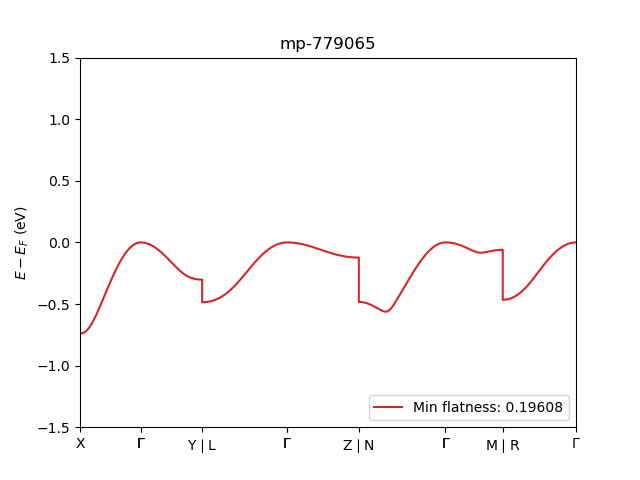 mp-779065
E − E_F (eV)
1.5
1.0
0.5
0.0
−0.5
−1.0
−1.5
Min flatness: 0.19608
X Γ Y | L Γ Z | N Γ M | R Γ